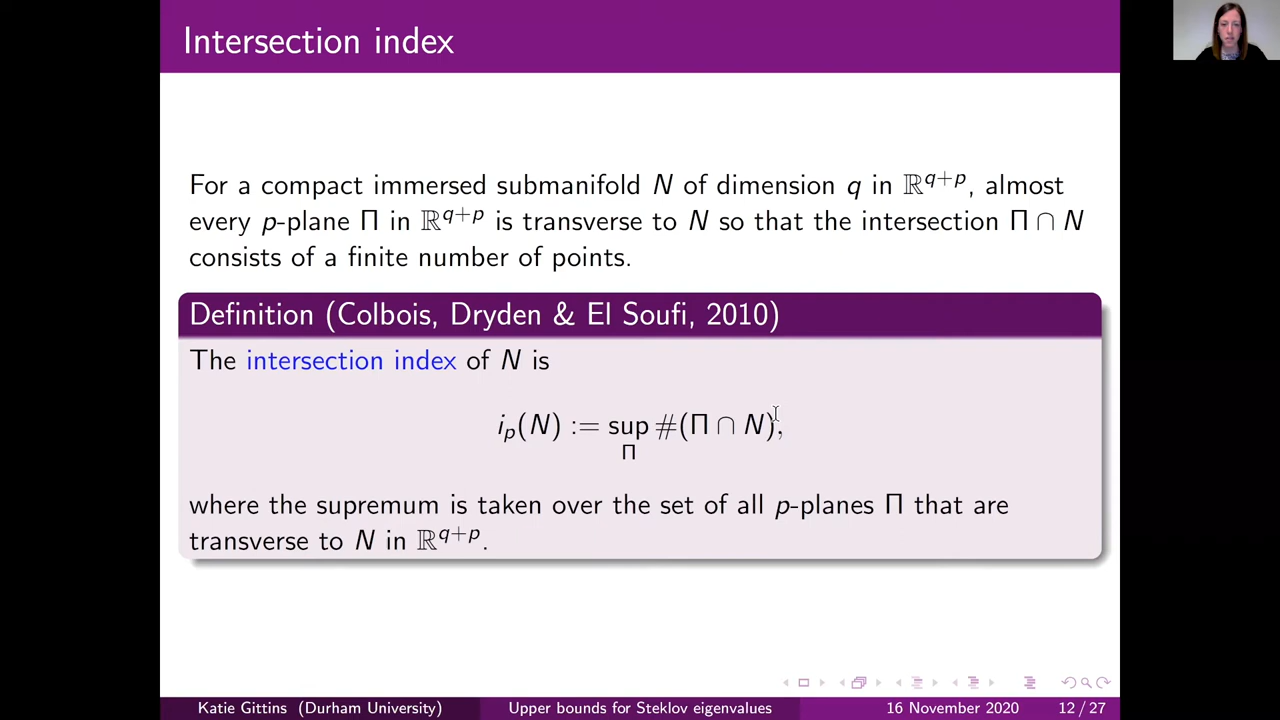 Intersection index
For a compact immersed submanifold N of dimension q in ℝ^{q+p}, almost
every p-plane Π in ℝ^{q+p} is transverse to N so that the intersection Π ∩ N
consists of a finite number of points.
Definition (Colbois, Dryden & El Soufi, 2010)
The intersection index of N is
i_p(N) := sup_Π #(Π ∩ N),
where the supremum is taken over the set of all p-planes Π that are
transverse to N in ℝ^{q+p}.
Katie Gittins (Durham University) Upper bounds for Steklov eigenvalues 16 November 2020 12 / 27